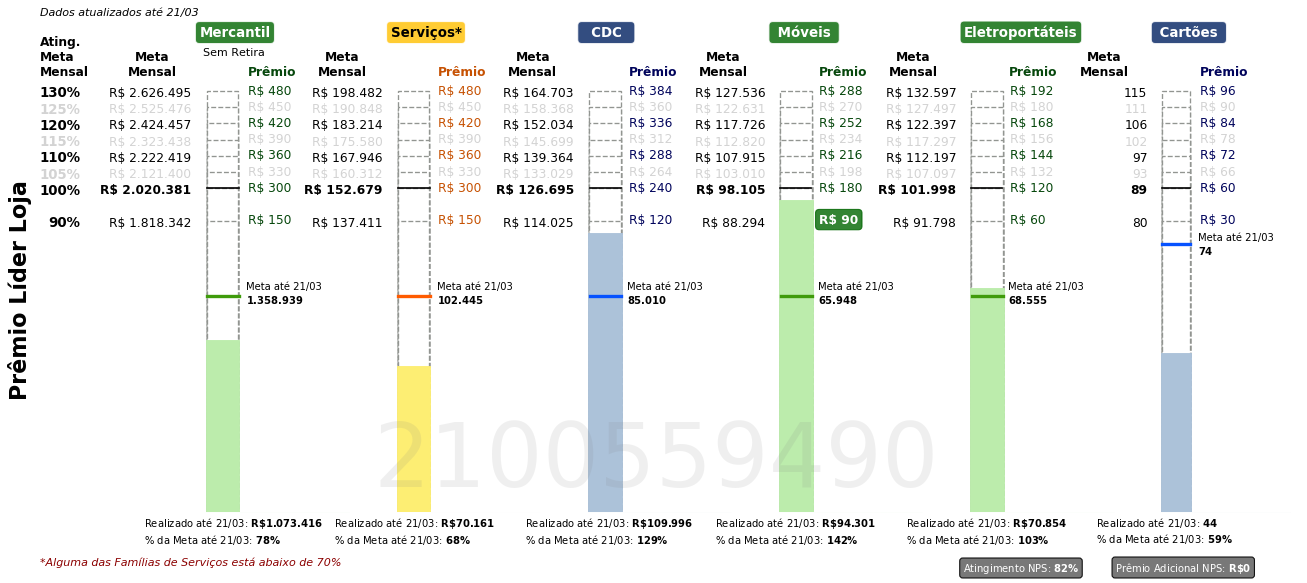 Dados atualizados até 21/03
Mercantil Serviços* CDC Móveis Eletroportáteis Cartões
Sem Retira
Ating. Meta Mensal Meta Mensal Prêmio Meta Mensal Prêmio Meta Mensal Prêmio Meta Mensal Prêmio Meta Mensal Prêmio Meta Mensal Prêmio
130% R$ 2.626.495 R$ 480 R$ 198.482 R$ 480 R$ 164.703 R$ 384 R$ 127.536 R$ 288 R$ 132.597 R$ 192 115 R$ 96
125% R$ 2.525.476 R$ 450 R$ 190.848 R$ 450 R$ 158.368 R$ 360 R$ 122.631 R$ 270 R$ 127.497 R$ 180 111 R$ 90
120% R$ 2.424.457 R$ 420 R$ 183.214 R$ 420 R$ 152.034 R$ 336 R$ 117.726 R$ 252 R$ 122.397 R$ 168 106 R$ 84
115% R$ 2.323.438 R$ 390 R$ 175.580 R$ 390 R$ 145.699 R$ 312 R$ 112.820 R$ 234 R$ 117.297 R$ 156 102 R$ 78
110% R$ 2.222.419 R$ 360 R$ 167.946 R$ 360 R$ 139.364 R$ 288 R$ 107.915 R$ 216 R$ 112.197 R$ 144 97 R$ 72
105% R$ 2.121.400 R$ 330 R$ 160.312 R$ 330 R$ 133.029 R$ 264 R$ 103.010 R$ 198 R$ 107.097 R$ 132 93 R$ 66
100% R$ 2.020.381 R$ 300 R$ 152.679 R$ 300 R$ 126.695 R$ 240 R$ 98.105 R$ 180 R$ 101.998 R$ 120 89 R$ 60
90% R$ 1.818.342 R$ 150 R$ 137.411 R$ 150 R$ 114.025 R$ 120 R$ 88.294 R$ 90 R$ 91.798 R$ 60 80 R$ 30
Meta até 21/03
74
Meta até 21/03 Meta até 21/03 Meta até 21/03 Meta até 21/03 Meta até 21/03
1.358.939 102.445 85.010 65.948 68.555
Prêmio Líder Loja
2100559490
Realizado até 21/03: R$1.073.416 Realizado até 21/03: R$70.161 Realizado até 21/03: R$109.996 Realizado até 21/03: R$94.301 Realizado até 21/03: R$70.854 Realizado até 21/03: 44
% da Meta até 21/03: 78% % da Meta até 21/03: 68% % da Meta até 21/03: 129% % da Meta até 21/03: 142% % da Meta até 21/03: 103% % da Meta até 21/03: 59%
*Alguma das Famílias de Serviços está abaixo de 70%
Atingimento NPS: 82% Prêmio Adicional NPS: R$0